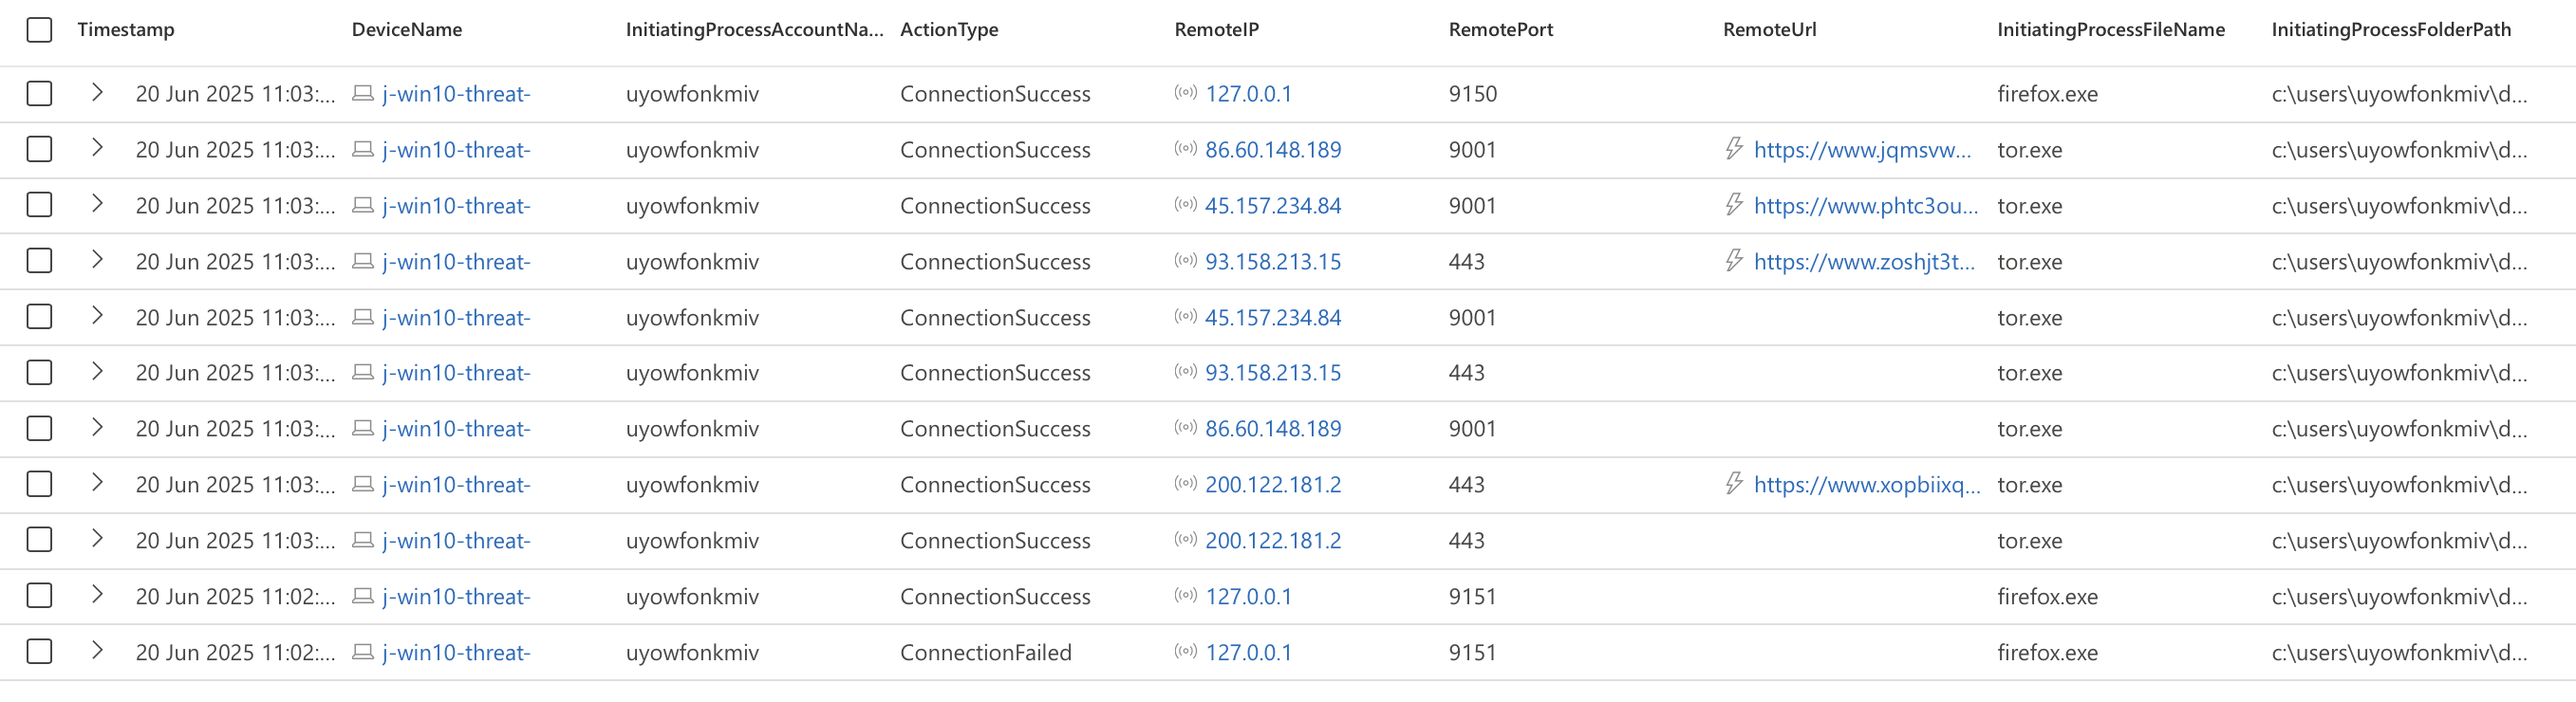 Timestamp DeviceName InitiatingProcessAccountNa... ActionType RemoteIP RemotePort RemoteUrl InitiatingProcessFileName InitiatingProcessFolderPath
20 Jun 2025 11:03:... j-win10-threat- uyowfonkmiv ConnectionSuccess 127.0.0.1 9150 firefox.exe c:\users\uyowfonkmiv\d...
20 Jun 2025 11:03:... j-win10-threat- uyowfonkmiv ConnectionSuccess 86.60.148.189 9001 https://www.jqmsvw... tor.exe c:\users\uyowfonkmiv\d...
20 Jun 2025 11:03:... j-win10-threat- uyowfonkmiv ConnectionSuccess 45.157.234.84 9001 https://www.phtc3ou... tor.exe c:\users\uyowfonkmiv\d...
20 Jun 2025 11:03:... j-win10-threat- uyowfonkmiv ConnectionSuccess 93.158.213.15 443 https://www.zoshjt3t... tor.exe c:\users\uyowfonkmiv\d...
20 Jun 2025 11:03:... j-win10-threat- uyowfonkmiv ConnectionSuccess 45.157.234.84 9001 tor.exe c:\users\uyowfonkmiv\d...
20 Jun 2025 11:03:... j-win10-threat- uyowfonkmiv ConnectionSuccess 93.158.213.15 443 tor.exe c:\users\uyowfonkmiv\d...
20 Jun 2025 11:03:... j-win10-threat- uyowfonkmiv ConnectionSuccess 86.60.148.189 9001 tor.exe c:\users\uyowfonkmiv\d...
20 Jun 2025 11:03:... j-win10-threat- uyowfonkmiv ConnectionSuccess 200.122.181.2 443 https://www.xopbiixq... tor.exe c:\users\uyowfonkmiv\d...
20 Jun 2025 11:03:... j-win10-threat- uyowfonkmiv ConnectionSuccess 200.122.181.2 443 tor.exe c:\users\uyowfonkmiv\d...
20 Jun 2025 11:02:... j-win10-threat- uyowfonkmiv ConnectionSuccess 127.0.0.1 9151 firefox.exe c:\users\uyowfonkmiv\d...
20 Jun 2025 11:02:... j-win10-threat- uyowfonkmiv ConnectionFailed 127.0.0.1 9151 firefox.exe c:\users\uyowfonkmiv\d...